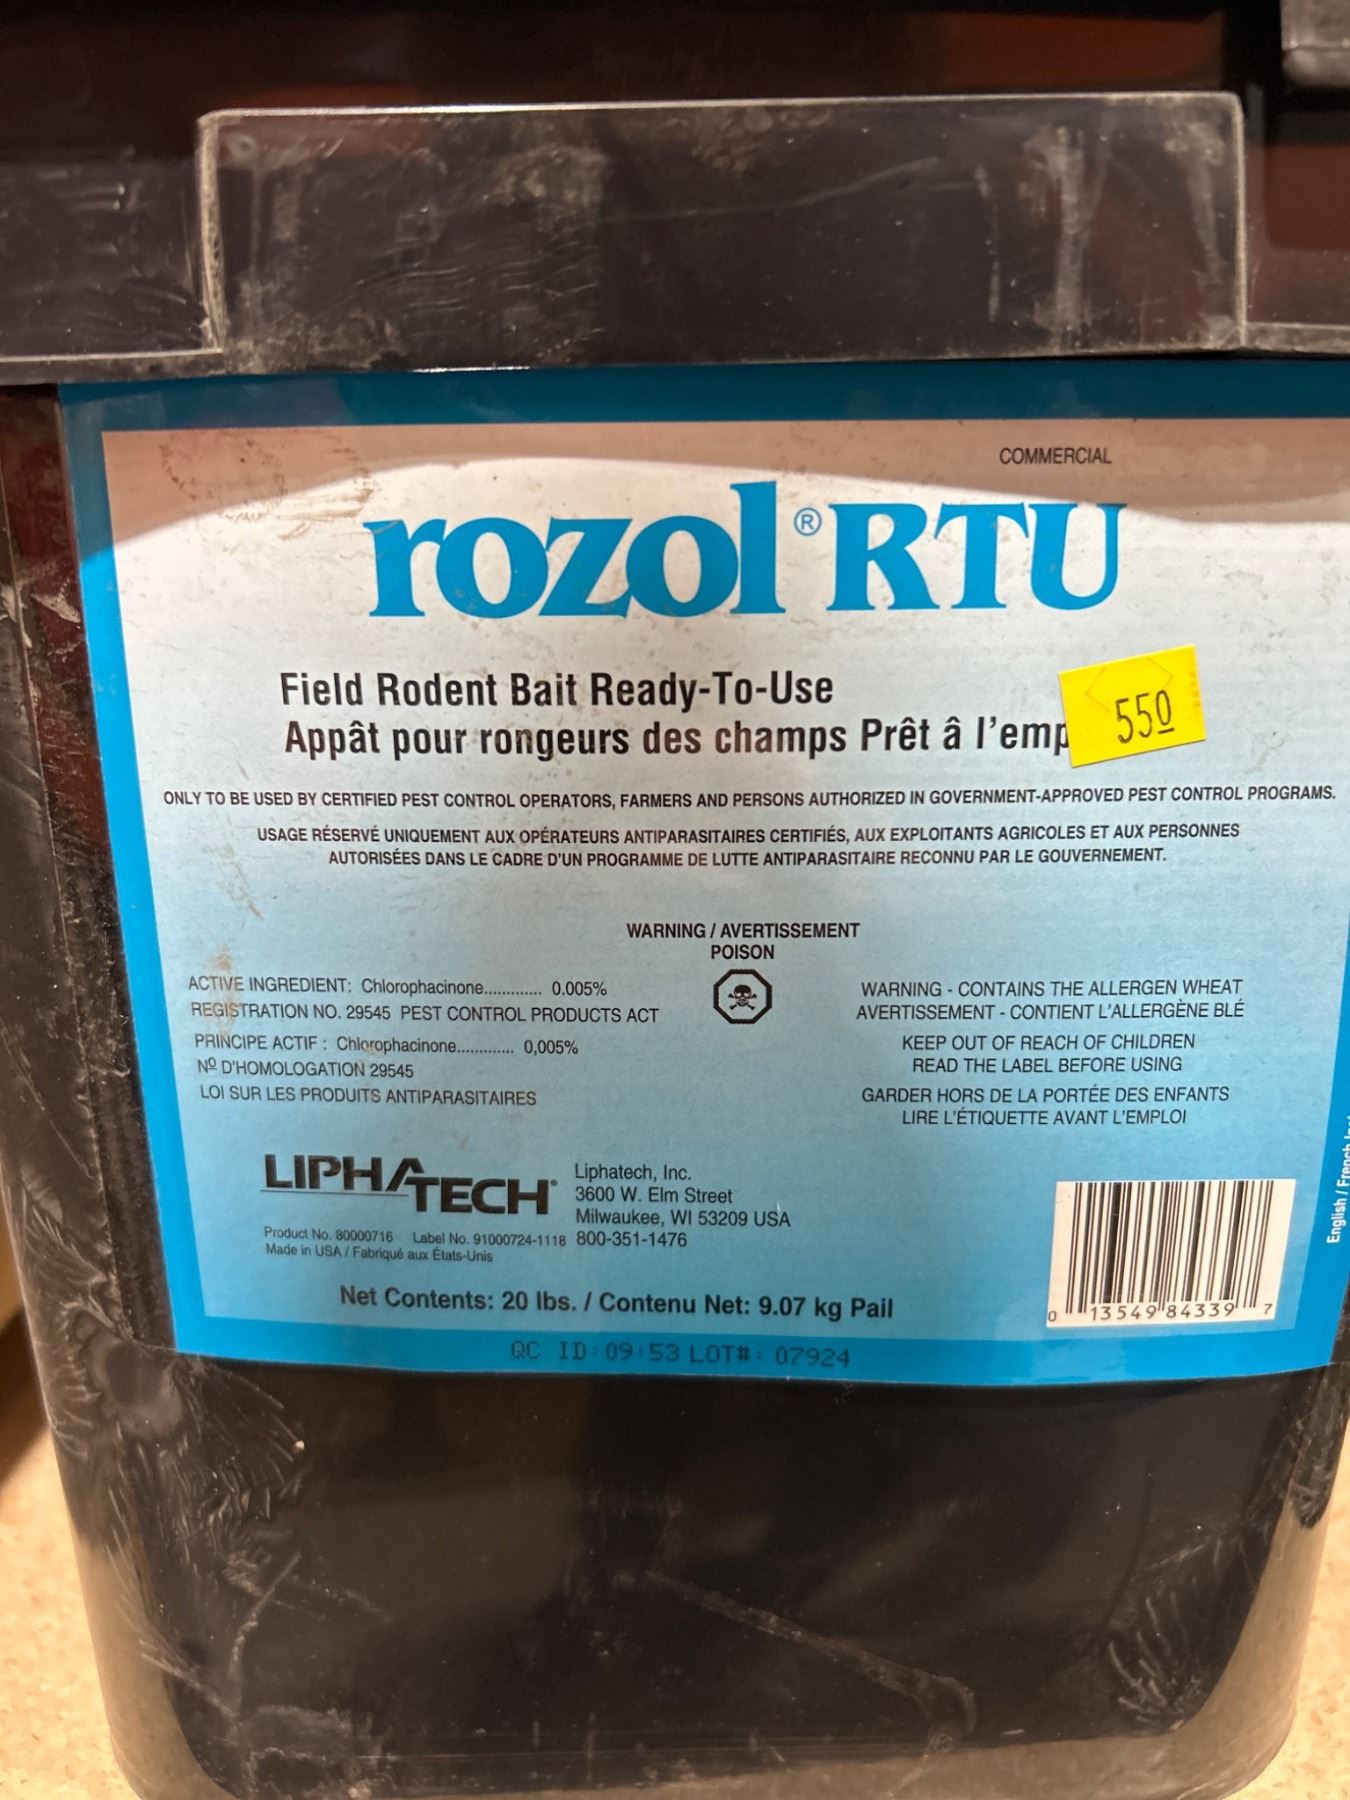 COMMERCIAL
rozol® RTU
Field Rodent Bait Ready-To-Use
Appât pour rongeurs des champs Prêt â l'emp
550
ONLY TO BE USED BY CERTIFIED PEST CONTROL OPERATORS, FARMERS AND PERSONS AUTHORIZED IN GOVERNMENT-APPROVED PEST CONTROL PROGRAMS.
USAGE RÉSERVÉ UNIQUEMENT AUX OPÉRATEURS ANTIPARASITAIRES CERTIFIÉS, AUX EXPLOITANTS AGRICOLES ET AUX PERSONNES
AUTORISÉES DANS LE CADRE D'UN PROGRAMME DE LUTTE ANTIPARASITAIRE RECONNU PAR LE GOUVERNEMENT.
WARNING / AVERTISSEMENT
POISON
ACTIVE INGREDIENT: Chlorophacinone............. 0.005%
REGISTRATION NO. 29545 PEST CONTROL PRODUCTS ACT
PRINCIPE ACTIF : Chlorophacinone............. 0,005%
Nº D'HOMOLOGATION 29545
LOI SUR LES PRODUITS ANTIPARASITAIRES
WARNING - CONTAINS THE ALLERGEN WHEAT
AVERTISSEMENT - CONTIENT L'ALLERGÈNE BLÉ
KEEP OUT OF REACH OF CHILDREN
READ THE LABEL BEFORE USING
GARDER HORS DE LA PORTÉE DES ENFANTS
LIRE L'ÉTIQUETTE AVANT L'EMPLOI
LIPHATECH®
Liphatech, Inc.
3600 W. Elm Street
Milwaukee, WI 53209 USA
800-351-1476
Product No. 80000716 Label No. 91000724-1118
Made in USA / Fabriqué aux États-Unis
Net Contents: 20 lbs. / Contenu Net: 9.07 kg Pail
0 13549 84339 7
English / French
QC ID: 09:53 LOT#: 07924